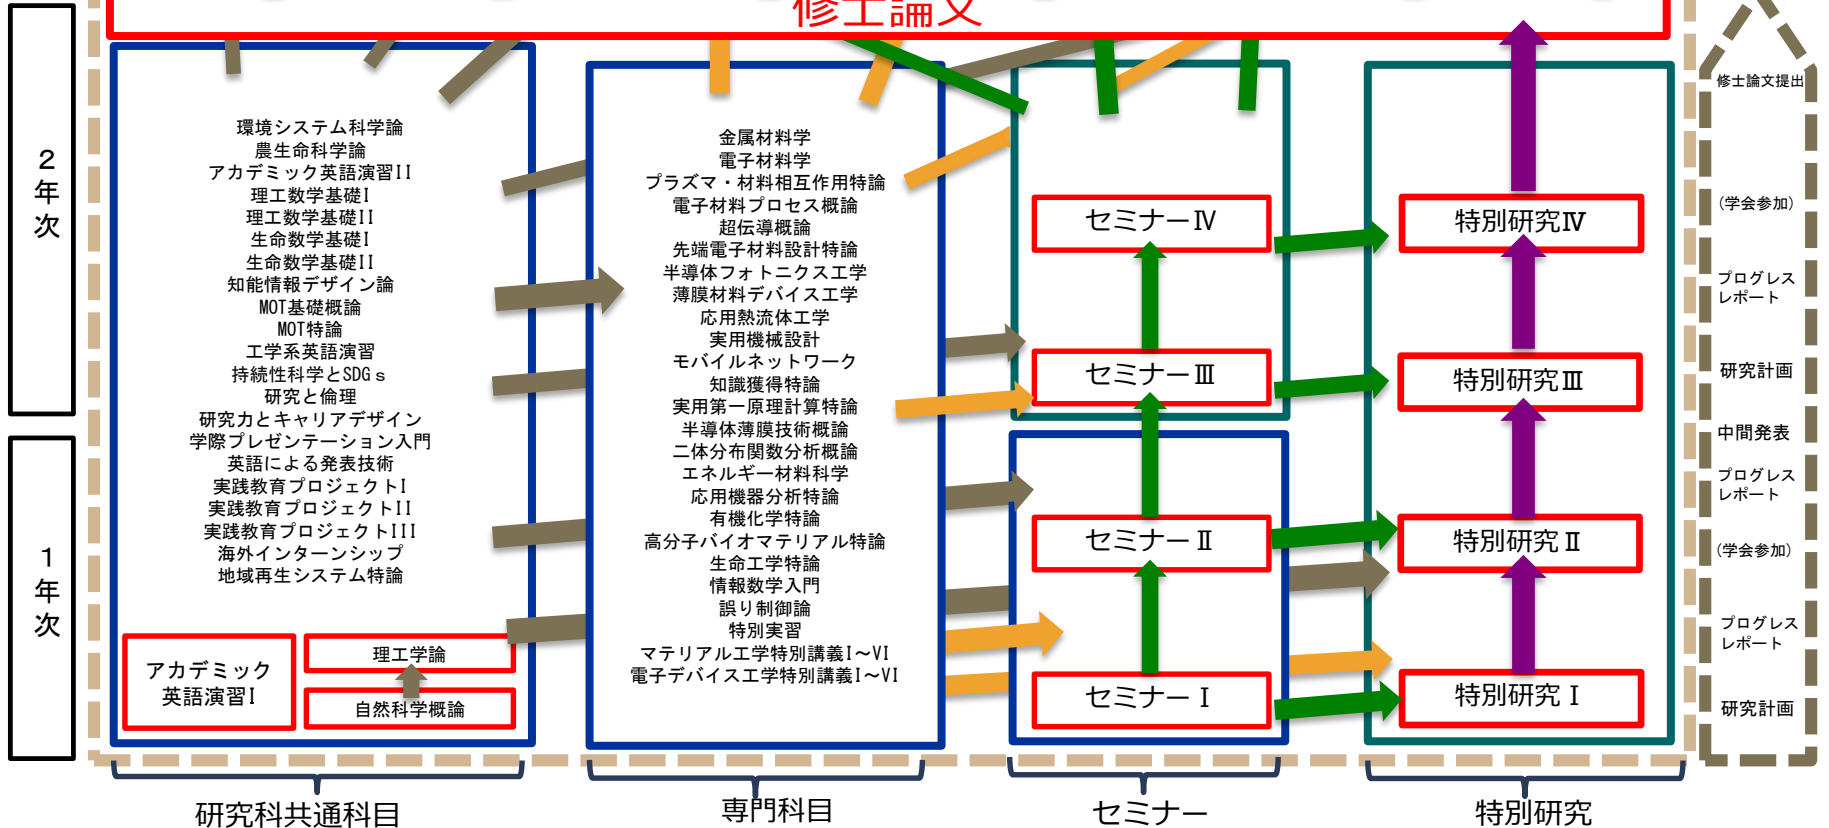 修士論文
2
年
次
1
年
次
環境システム科学論
農生命科学論
アカデミック英語演習II
理工数学基礎I
理工数学基礎II
生命数学基礎I
生命数学基礎II
知能情報デザイン論
MOT基礎概論
MOT特論
工学系英語演習
持続性科学とSDGs
研究と倫理
研究力とキャリアデザイン
学際プレゼンテーション入門
英語による発表技術
実践教育プロジェクトI
実践教育プロジェクトII
実践教育プロジェクトIII
海外インターンシップ
地域再生システム特論
アカデミック
英語演習I
理工学論
自然科学概論
金属材料学
電子材料学
プラズマ・材料相互作用特論
電子材料プロセス概論
超伝導概論
先端電子材料設計特論
半導体フォトニクス工学
薄膜材料デバイス工学
応用熱流体工学
実用機械設計
モバイルネットワーク
知識獲得特論
実用第一原理計算特論
半導体薄膜技術概論
二体分布関数分析概論
エネルギー材料科学
応用機器分析特論
有機化学特論
高分子バイオマテリアル特論
生命工学特論
情報数学入門
誤り制御論
特別実習
マテリアル工学特別講義I～VI
電子デバイス工学特別講義I～VI
セミナーⅣ
セミナーⅢ
セミナーⅡ
セミナーⅠ
特別研究Ⅳ
特別研究Ⅲ
特別研究Ⅱ
特別研究Ⅰ
修士論文提出
(学会参加)
プログレス
レポート
研究計画
中間発表
プログレス
レポート
(学会参加)
プログレス
レポート
研究計画
研究科共通科目
専門科目
セミナー
特別研究